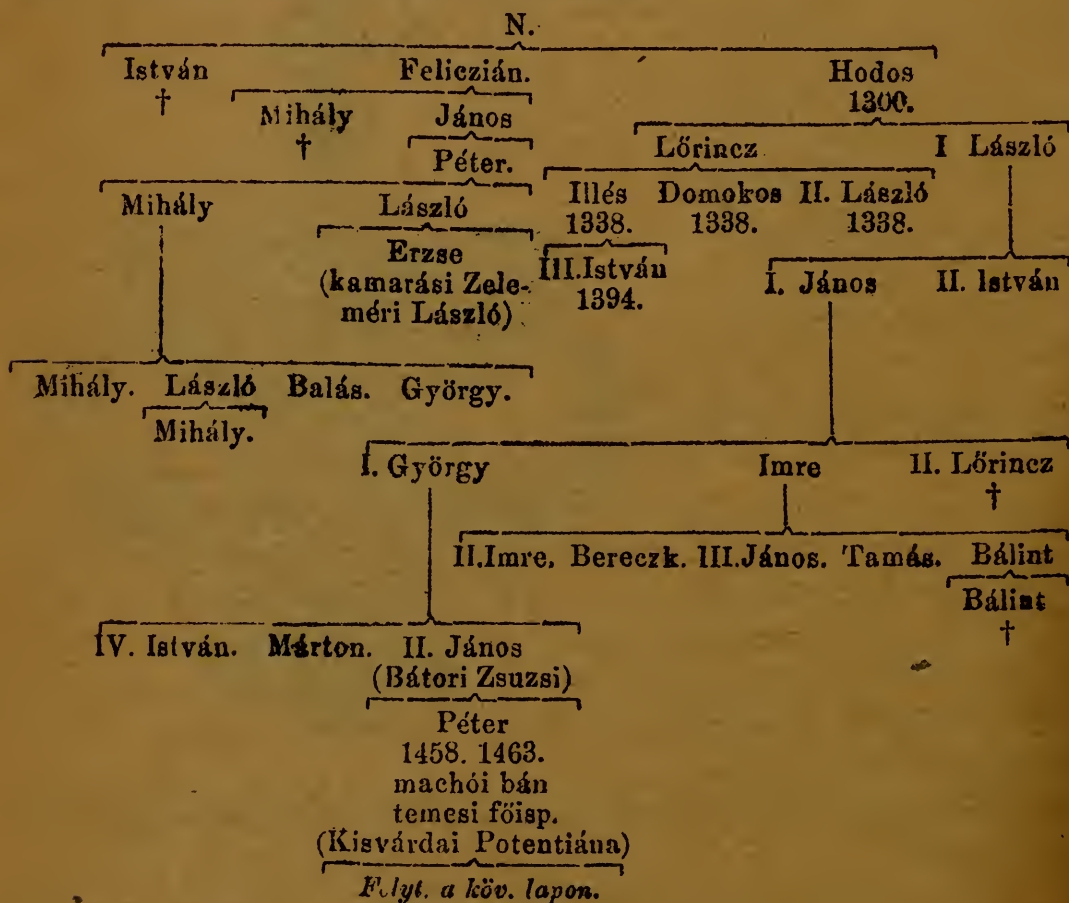 N.
István Feliczián. Hodos
† 1300.
Mihály János
† Lőrincz I László
Péter.
Mihály László Illés Domokos II. László
1338. 1338. 1338.
Erzse
(kamarási Zele- III.István I. János II. István
méri László) 1394.
Mihály. László Balás. György.
Mihály.
I. György Imre II. Lőrincz
†
II.Imre. Bereczk. III.János. Tamás. Bálint
Bálint
†
IV. István. Márton. II. János
(Bátori Zsuzsi)
Péter
1458. 1463.
machói bán
temesi főisp.
(Kisvárdai Potentiána)
Folyt. a köv. lapon.